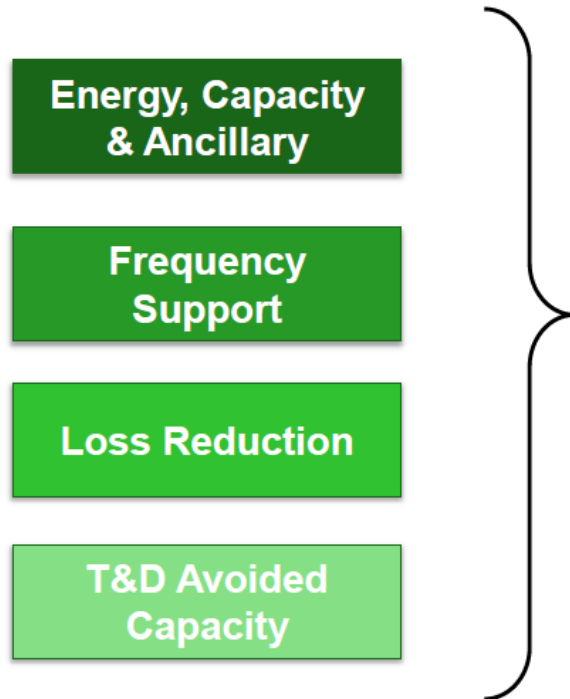 Energy, Capacity
& Ancillary
Frequency
Support
Loss Reduction
T&D Avoided
Capacity